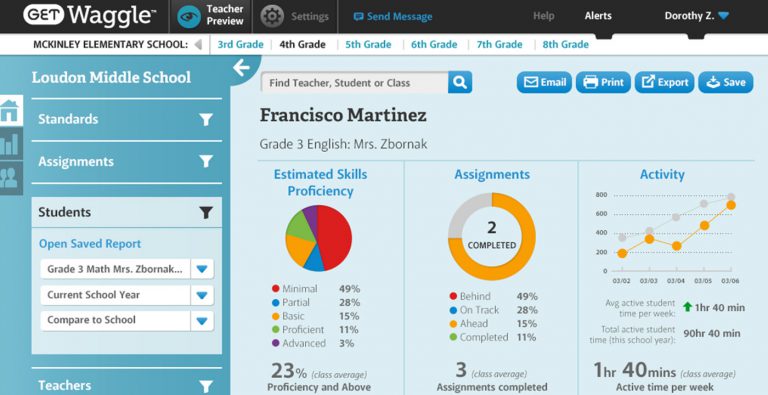 GET Waggle™
Teacher Preview
Settings
Send Message
Help
Alerts
Dorothy Z.
MCKINLEY ELEMENTARY SCHOOL:
3rd Grade
4th Grade
5th Grade
6th Grade
7th Grade
8th Grade
Loudon Middle School
Standards
Assignments
Students
Open Saved Report
Grade 3 Math Mrs. Zbornak...
Current School Year
Compare to School
Teachers
Find Teacher, Student or Class
Email
Print
Export
Save
Francisco Martinez
Grade 3 English: Mrs. Zbornak
Estimated Skills
Proficiency
Minimal 49%
Partial 28%
Basic 15%
Proficient 11%
Advanced 3%
23% (class average)
Proficiency and Above
Assignments
2
COMPLETED
Behind 49%
On Track 28%
Ahead 15%
Completed 11%
3 (class average)
Assignments completed
Activity
800
600
400
200
0
03/02 03/03 03/04 03/05 03/06
Avg active student
time per week:
1hr 40 min
Total active student
time (this school year):
90hr 40 min
1hr 40mins (class average)
Active time per week